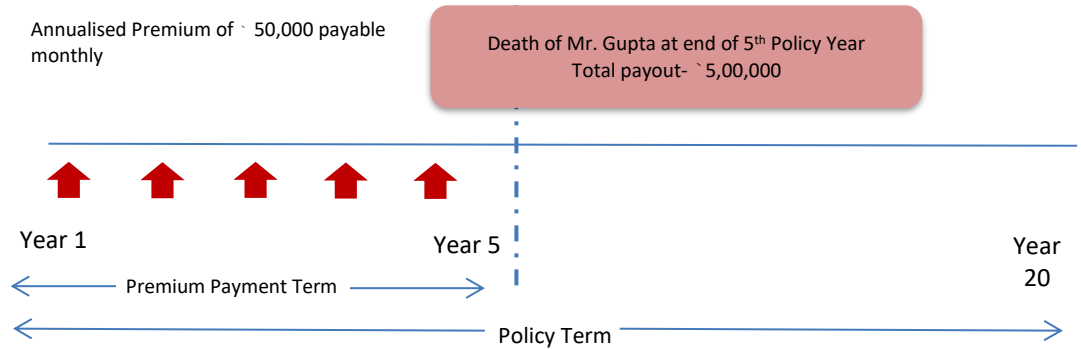 Annualised Premium of ` 50,000 payable
monthly
Death of Mr. Gupta at end of 5th Policy Year
Total payout- ` 5,00,000
Year 1
Year 5
Year
20
Premium Payment Term
Policy Term